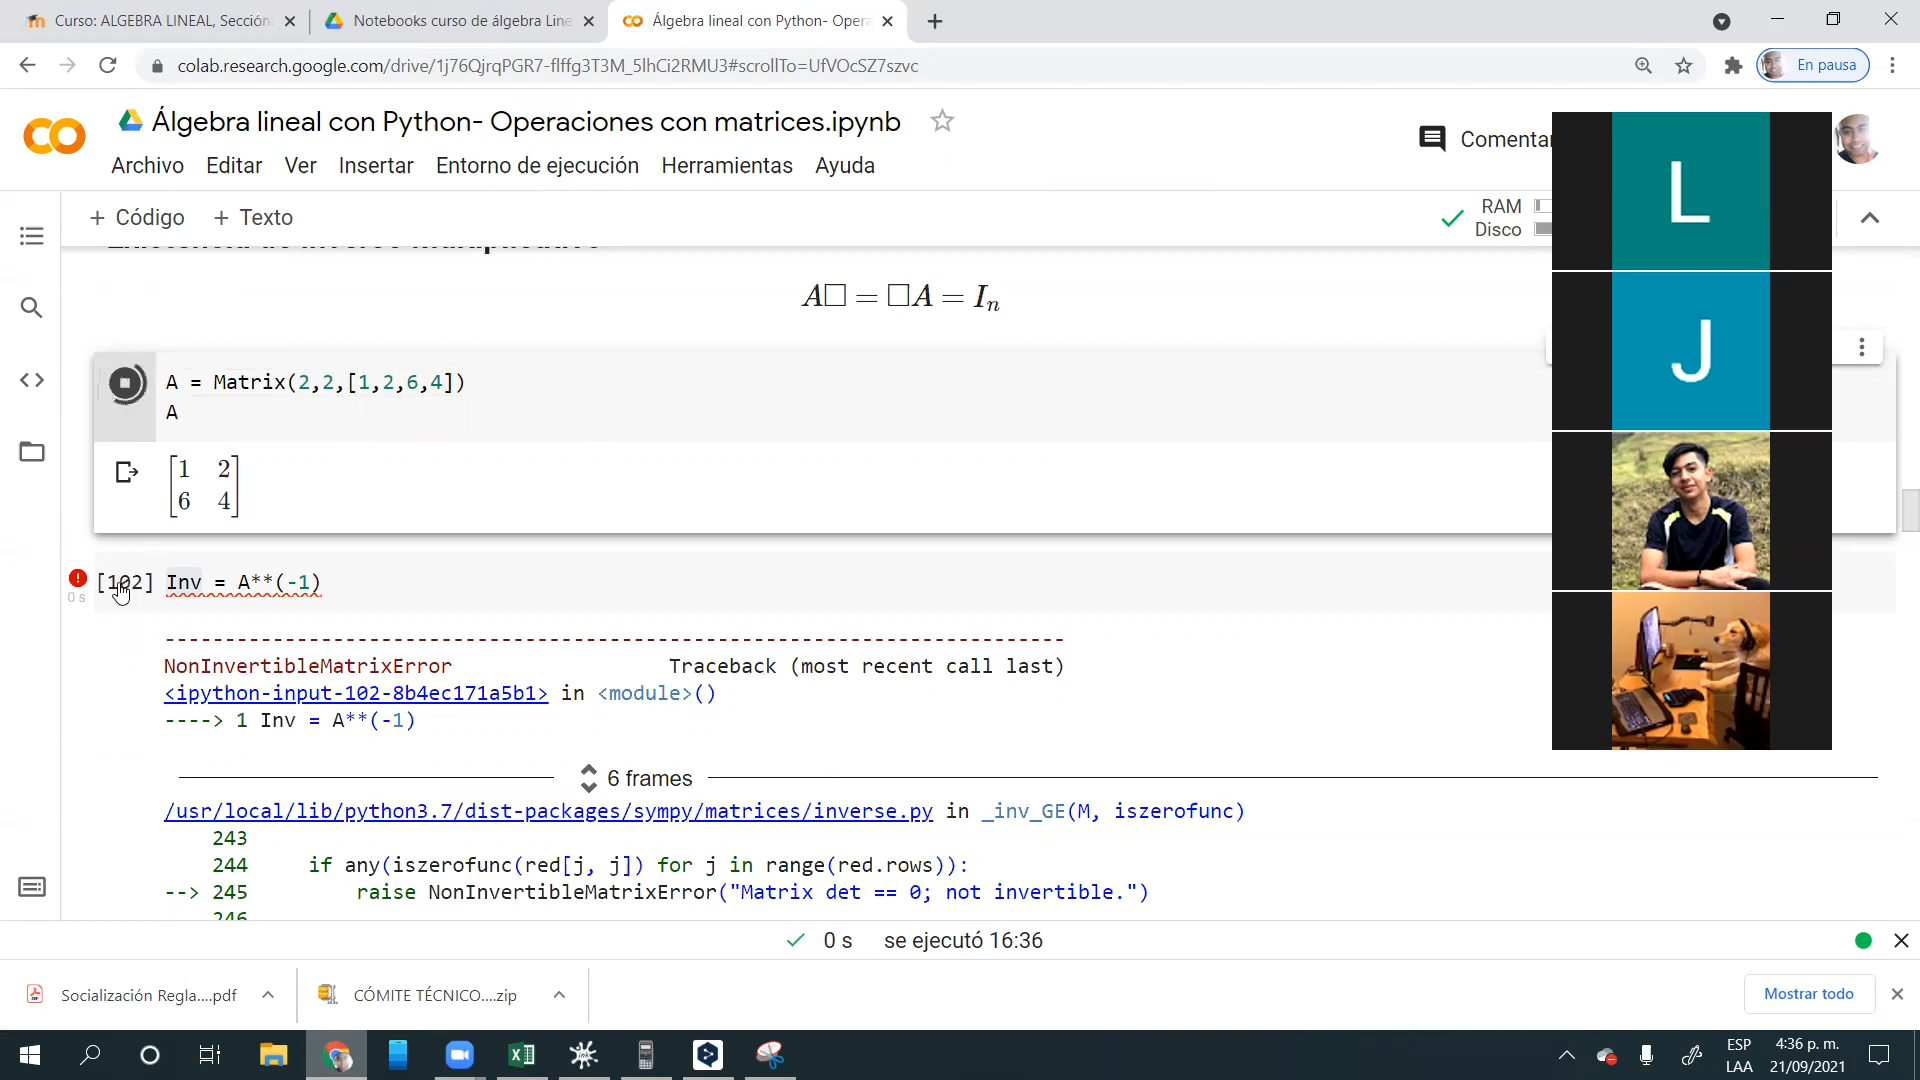 Curso: ALGEBRA LINEAL, Sección
Notebooks curso de álgebra Line
Álgebra lineal con Python- Opera
colab.research.google.com/drive/1j76QjrqPGR7-flffg3T3M_5lhCi2RMU3#scrollTo=UfVOcSZ7szvc
En pausa
Álgebra lineal con Python- Operaciones con matrices.ipynb
Comentar
Archivo Editar Ver Insertar Entorno de ejecución Herramientas Ayuda
+ Código + Texto
RAM
Disco
A□ = □A = Iₙ
A = Matrix(2,2,[1,2,6,4])
A
1 2
6 4
[102] Inv = A**(-1)
0 s
---------------------------------------------------------------------------
NonInvertibleMatrixError Traceback (most recent call last)
<ipython-input-102-8b4ec171a5b1> in <module>()
----> 1 Inv = A**(-1)
6 frames
/usr/local/lib/python3.7/dist-packages/sympy/matrices/inverse.py in _inv_GE(M, iszerofunc)
243
244 if any(iszerofunc(red[j, j]) for j in range(red.rows)):
--> 245 raise NonInvertibleMatrixError("Matrix det == 0; not invertible.")
246
0 s se ejecutó 16:36
Socialización Regla....pdf
CÓMITE TÉCNICO....zip
Mostrar todo
L
J
ESP
LAA
4:36 p. m.
21/09/2021